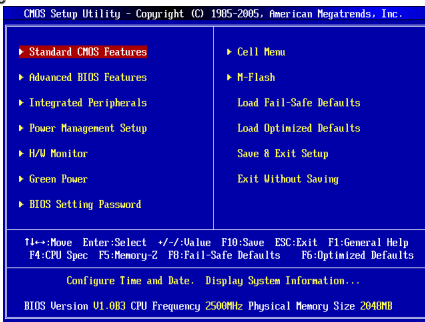 CMOS Setup Utility - Copyright (C) 1985-2005, American Megatrends, Inc.
▶ Standard CMOS Features
▶ Advanced BIOS Features
▶ Integrated Peripherals
▶ Power Management Setup
▶ H/W Monitor
▶ Green Power
▶ BIOS Setting Password
▶ Cell Menu
▶ M-Flash
Load Fail-Safe Defaults
Load Optimized Defaults
Save & Exit Setup
Exit Without Saving
↑↓←→:Move Enter:Select +/-/:Value F10:Save ESC:Exit F1:General Help
F4:CPU Spec F5:Memory-Z F8:Fail-Safe Defaults F6:Optimized Defaults
Configure Time and Date. Display System Information...
BIOS Version V1.0B3 CPU Frequency 2500MHz Physical Memory Size 2048MB